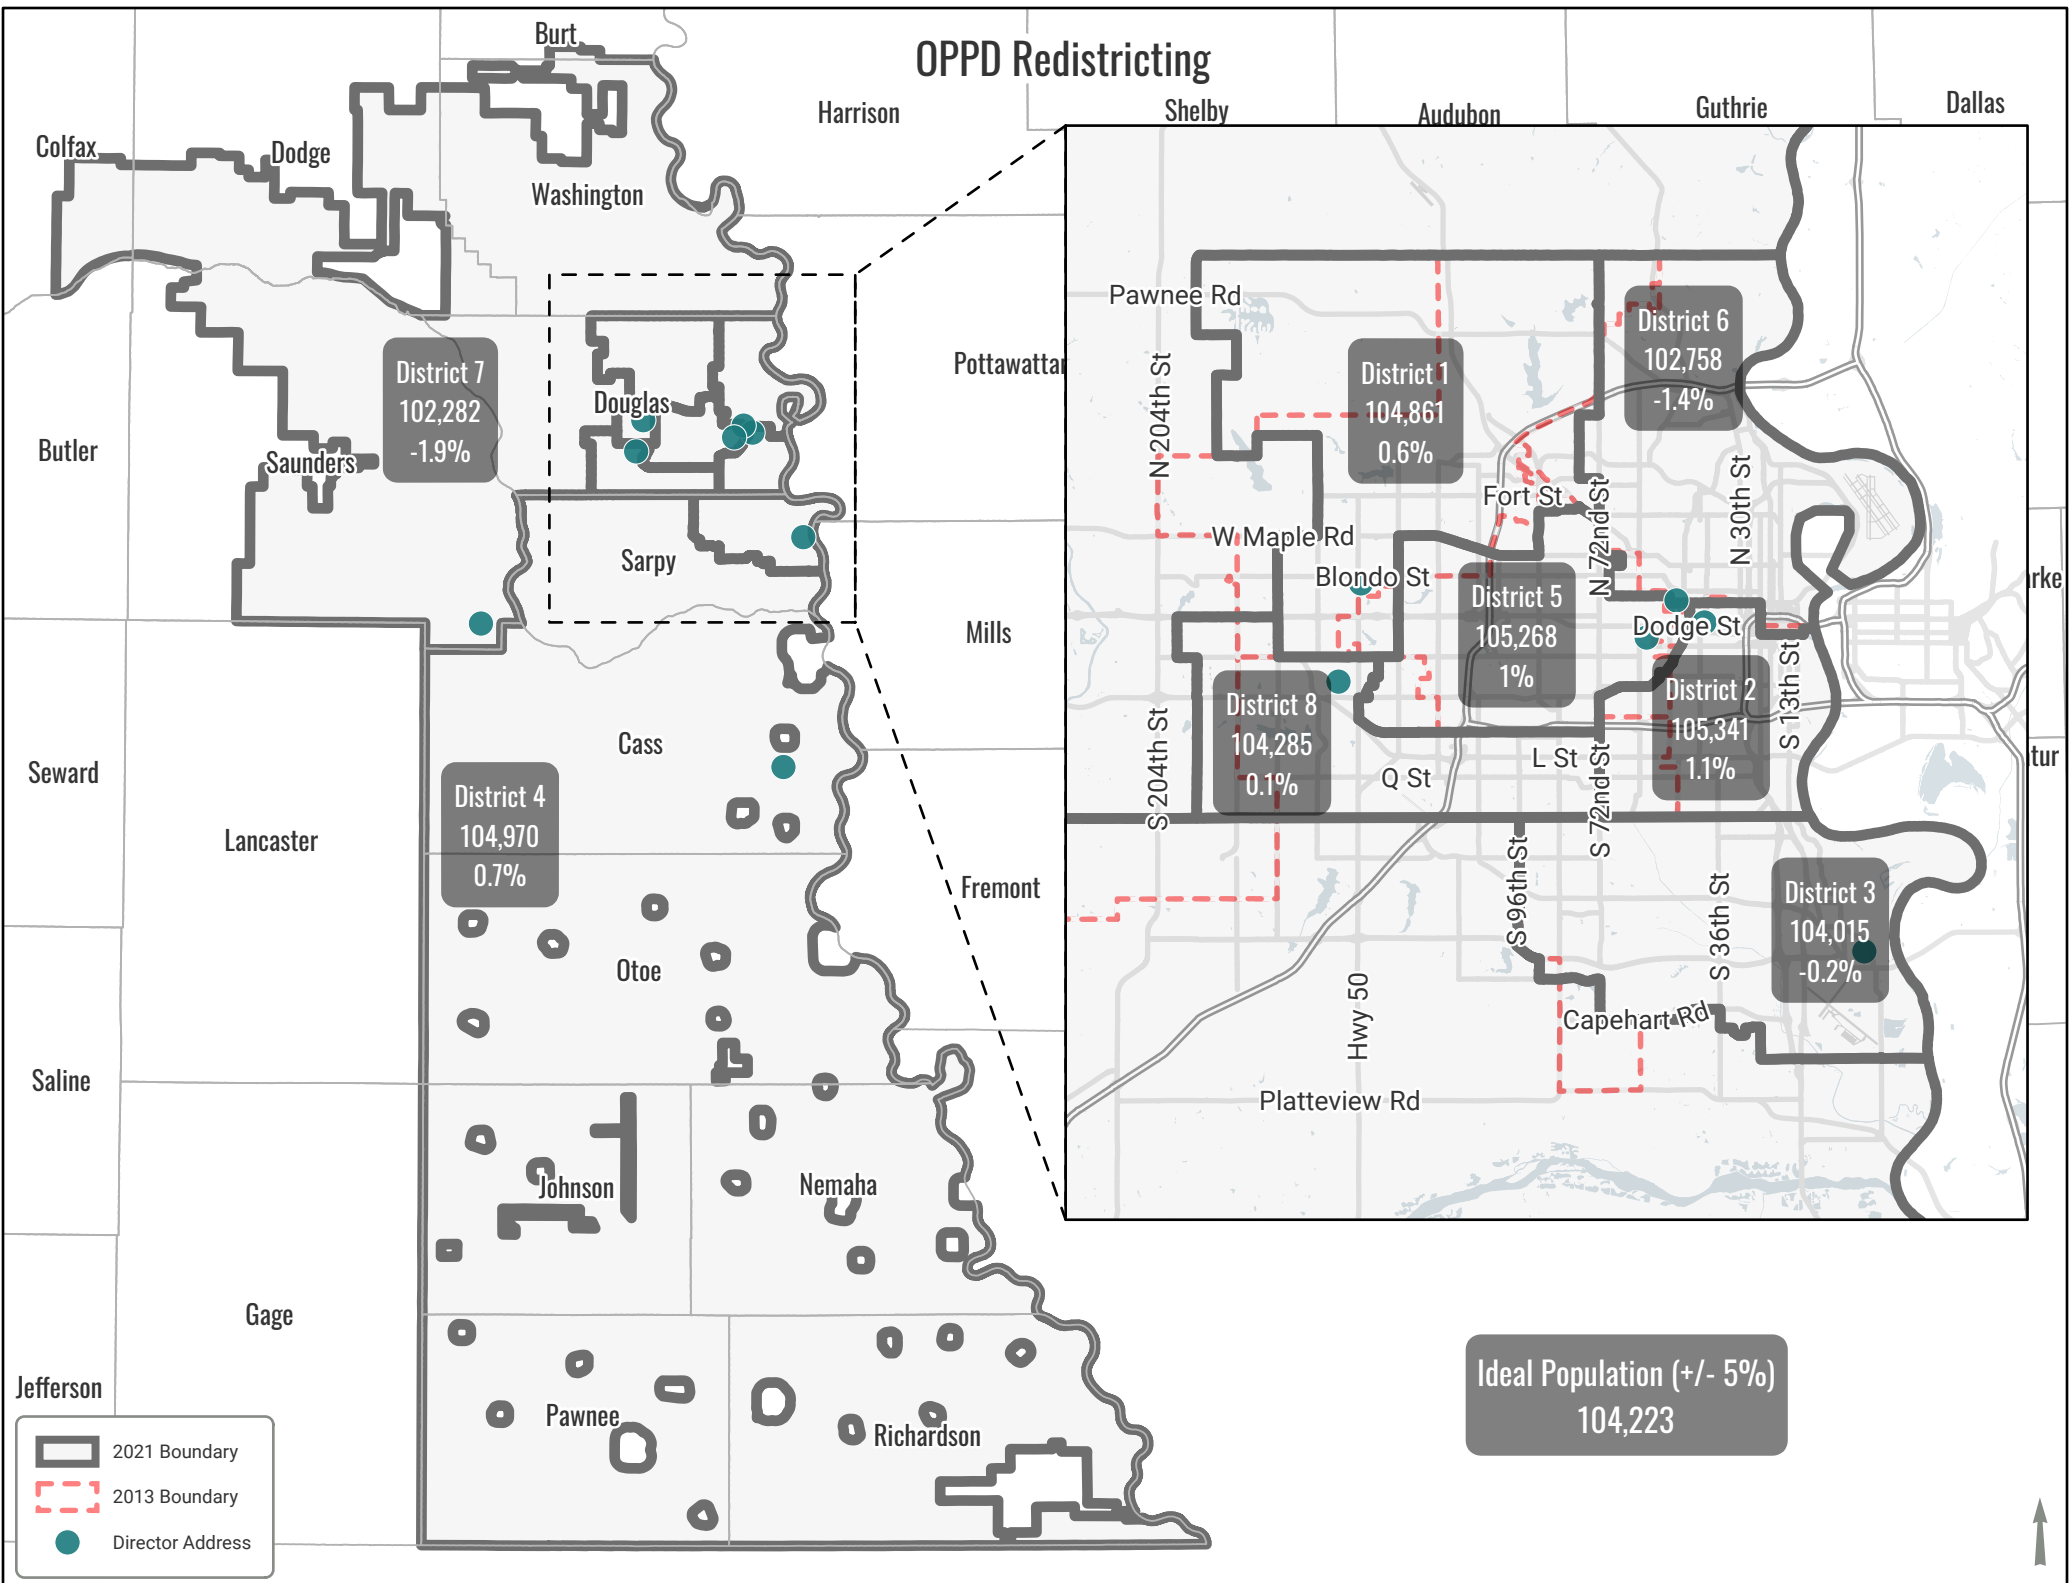 OPPD Redistricting
Burt
Harrison
Shelby
Audubon
Guthrie
Dallas
Colfax
Dodge
Washington
Pawnee Rd
District 6
102,758
-1.4%
District 1
104,861
0.6%
N 204th St
District 7
102,282
-1.9%
Douglas
Butler
Saunders
Fort St
N 72nd St
N 30th St
W Maple Rd
Blondo St
District 5
105,268
1%
Sarpy
Mills
Dodge St
District 2
105,341
1.1%
S 13th St
District 8
104,285
0.1%
S 204th St
L St
Q St
S 72nd St
Cass
Seward
District 4
104,970
0.7%
Lancaster
Fremont
S 96th St
S 36th St
District 3
104,015
-0.2%
Otoe
Hwy 50
Capehart Rd
Saline
Platteview Rd
Johnson
Nemaha
Gage
Jefferson
Pawnee
Richardson
Ideal Population (+/- 5%)
104,223
2021 Boundary
2013 Boundary
Director Address